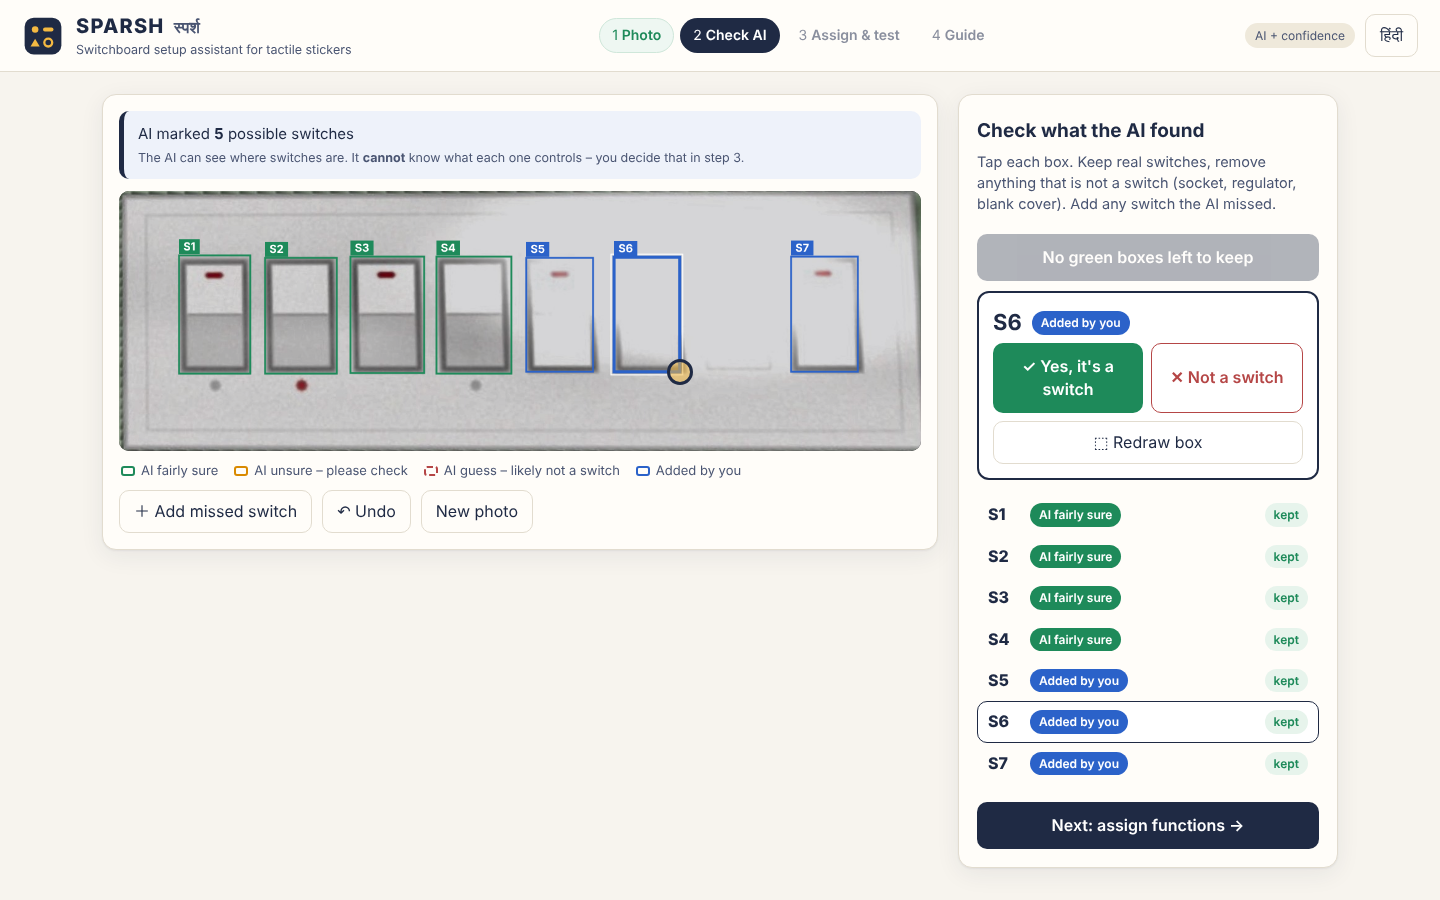 SPARSH स्पर्श
Switchboard setup assistant for tactile stickers
1 Photo
2 Check AI
3 Assign & test
4 Guide
AI + confidence
हिंदी
AI marked 5 possible switches
The AI can see where switches are. It cannot know what each one controls – you decide that in step 3.
S1
S2
S3
S4
S5
S6
S7
AI fairly sure
AI unsure – please check
AI guess – likely not a switch
Added by you
+ Add missed switch
↶ Undo
New photo
Check what the AI found
Tap each box. Keep real switches, remove
anything that is not a switch (socket, regulator,
blank cover). Add any switch the AI missed.
No green boxes left to keep
S6 Added by you
✓ Yes, it's a
switch
✕ Not a switch
⬚ Redraw box
S1 AI fairly sure kept
S2 AI fairly sure kept
S3 AI fairly sure kept
S4 AI fairly sure kept
S5 Added by you kept
S6 Added by you kept
S7 Added by you kept
Next: assign functions →